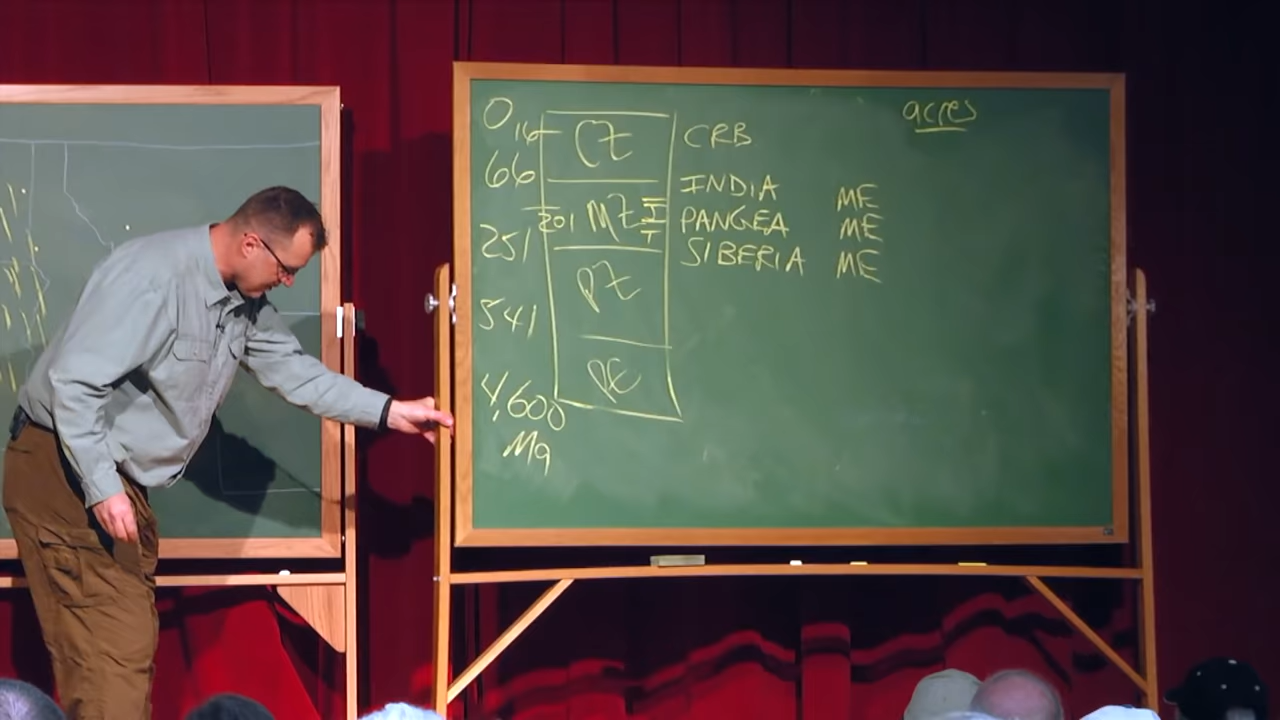 acres
0
16 CZ CRB
66
INDIA ME
201 MZ J PANGEA ME
T
251 SIBERIA ME
PZ
541
P€
4,600
Ma